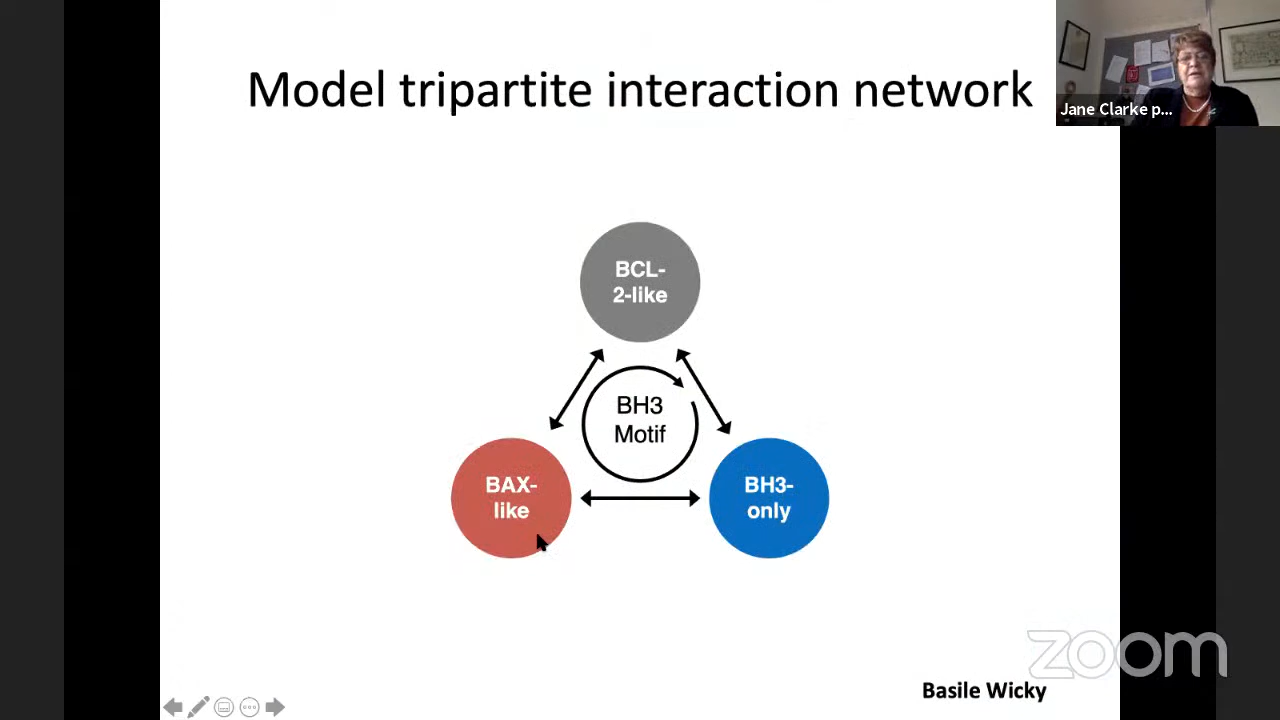 Model tripartite interaction network
Jane Clarke p...
BCL-
2-like
BH3
Motif
BAX-
like
BH3-
only
zoom
Basile Wicky